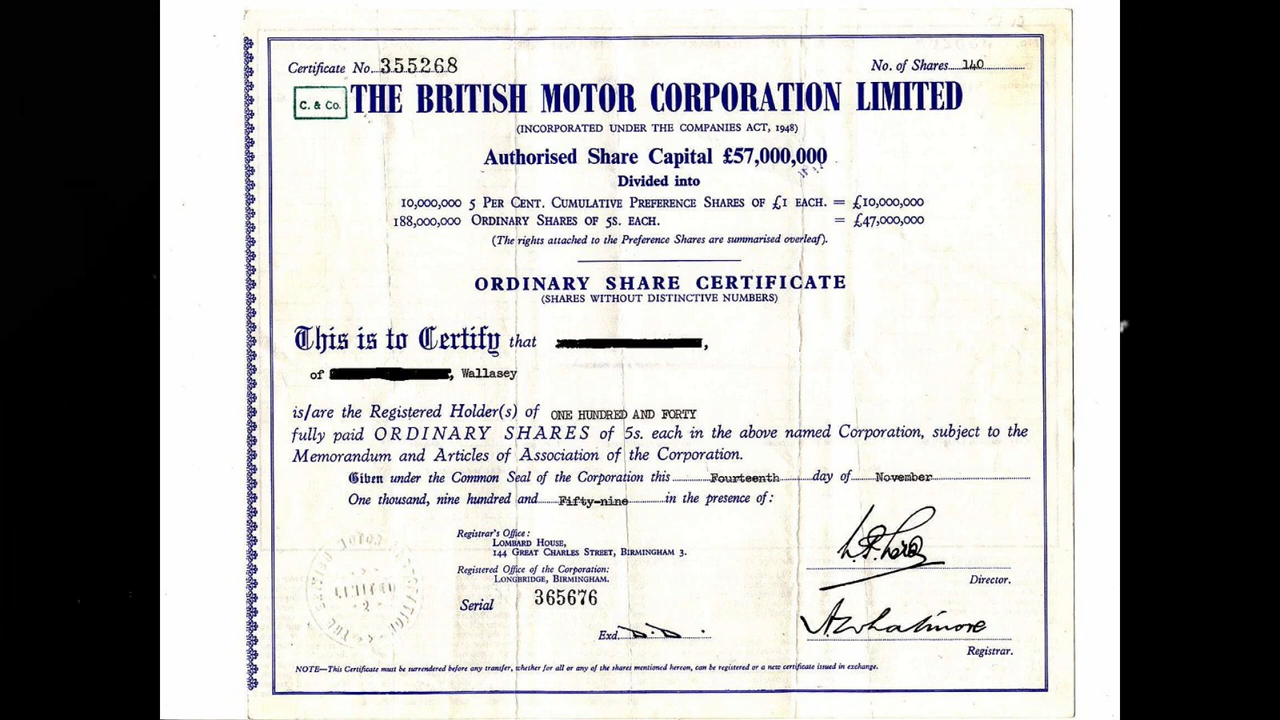 Certificate No. 355268
No. of Shares 140
C. & Co.
THE BRITISH MOTOR CORPORATION LIMITED
(INCORPORATED UNDER THE COMPANIES ACT, 1948)
Authorised Share Capital £57,000,000
Divided into
10,000,000 5 PER CENT. CUMULATIVE PREFERENCE SHARES OF £1 EACH. = £10,000,000
188,000,000 ORDINARY SHARES OF 5S. EACH. = £47,000,000
(The rights attached to the Preference Shares are summarised overleaf).
ORDINARY SHARE CERTIFICATE
(SHARES WITHOUT DISTINCTIVE NUMBERS)
This is to Certify that ,
of , Wallasey
is/are the Registered Holder(s) of ONE HUNDRED AND FORTY
fully paid ORDINARY SHARES of 5s. each in the above named Corporation, subject to the
Memorandum and Articles of Association of the Corporation.
Given under the Common Seal of the Corporation this Fourteenth day of November
One thousand, nine hundred and Fifty-nine in the presence of:
Registrar's Office:
LOMBARD HOUSE,
144 GREAT CHARLES STREET, BIRMINGHAM 3.
Registered Office of the Corporation:
LONGBRIDGE, BIRMINGHAM.
Director.
Serial 365676
Exd.
A Whatmore
Registrar.
NOTE—This Certificate must be surrendered before any transfer, whether for all or any of the shares mentioned hereon, can be registered or a new certificate issued in exchange.